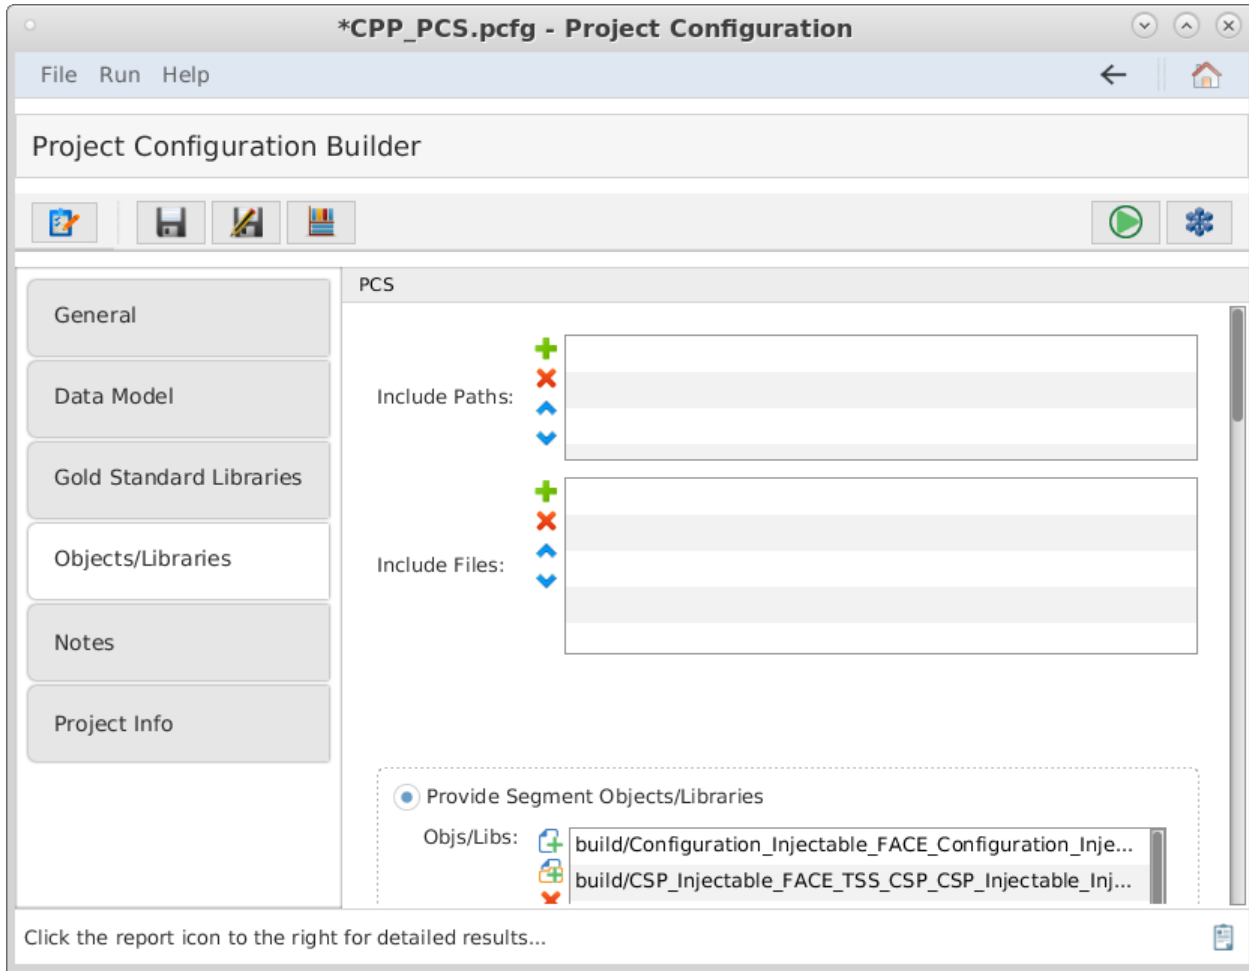 *CPP_PCS.pcfg - Project Configuration
File Run Help
Project Configuration Builder
General
Data Model
Gold Standard Libraries
Objects/Libraries
Notes
Project Info
PCS
Include Paths:
Include Files:
Provide Segment Objects/Libraries
Objs/Libs:
build/Configuration_Injectable_FACE_Configuration_Inje...
build/CSP_Injectable_FACE_TSS_CSP_CSP_Injectable_Inj...
Click the report icon to the right for detailed results...